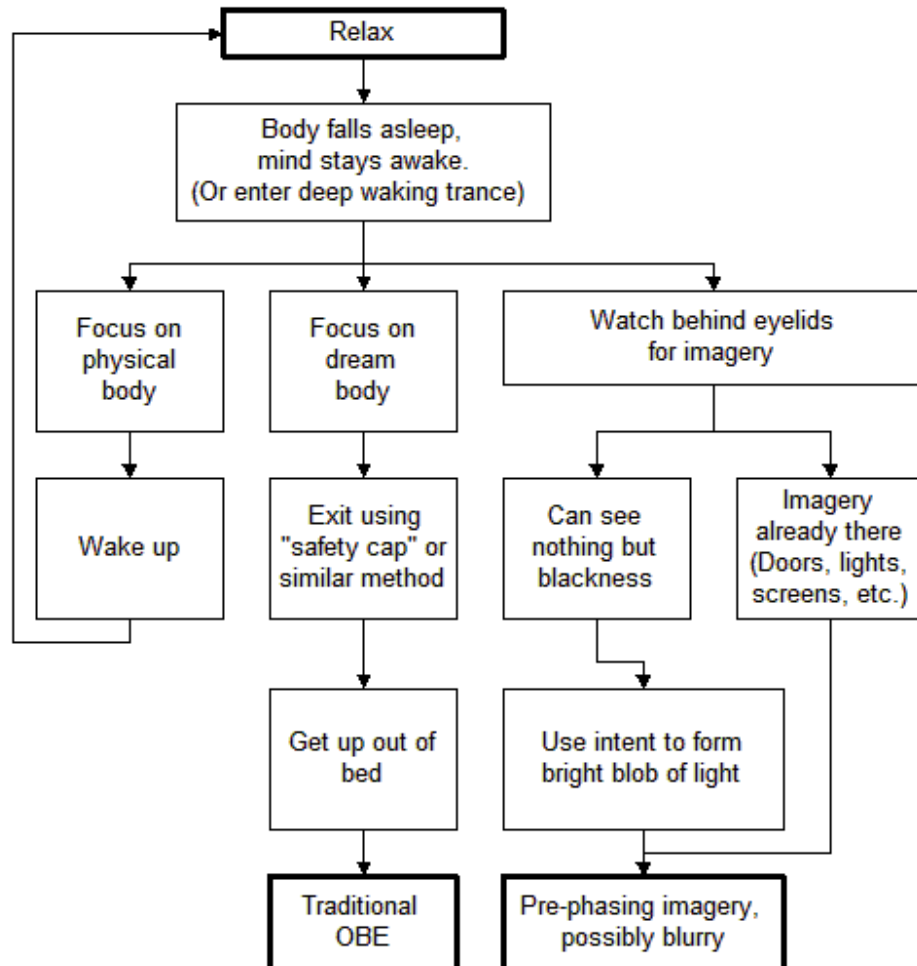 Relax
Body falls asleep,
mind stays awake.
(Or enter deep waking trance)
Focus on
physical
body
Focus on
dream
body
Watch behind eyelids
for imagery
Wake up
Exit using
"safety cap" or
similar method
Can see
nothing but
blackness
Imagery
already there
(Doors, lights,
screens, etc.)
Get up out of
bed
Use intent to form
bright blob of light
Traditional
OBE
Pre-phasing imagery,
possibly blurry